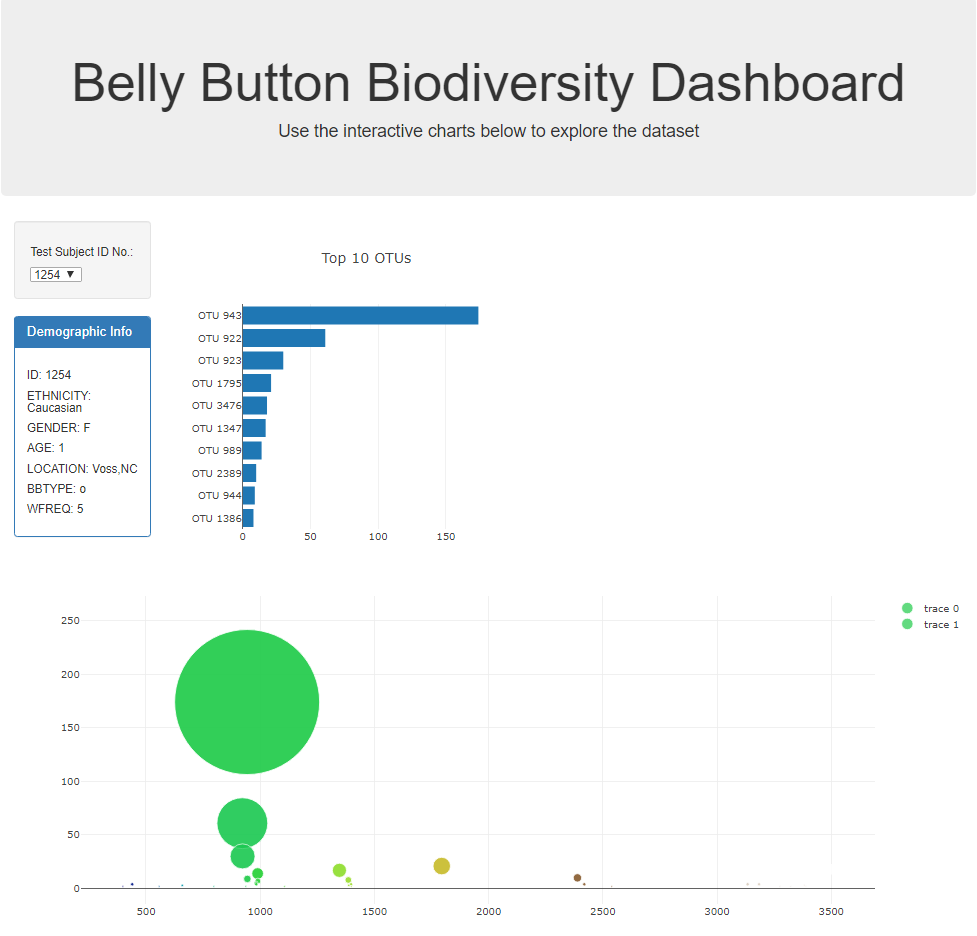 Belly Button Biodiversity Dashboard
Use the interactive charts below to explore the dataset
Test Subject ID No.:
1254 ▼
Demographic Info
ID: 1254
ETHNICITY:
Caucasian
GENDER: F
AGE: 1
LOCATION: Voss,NC
BBTYPE: o
WFREQ: 5
Top 10 OTUs
OTU 943
OTU 922
OTU 923
OTU 1795
OTU 3476
OTU 1347
OTU 989
OTU 2389
OTU 944
OTU 1386
0 50 100 150
trace 0
trace 1
250
200
150
100
50
0
500 1000 1500 2000 2500 3000 3500